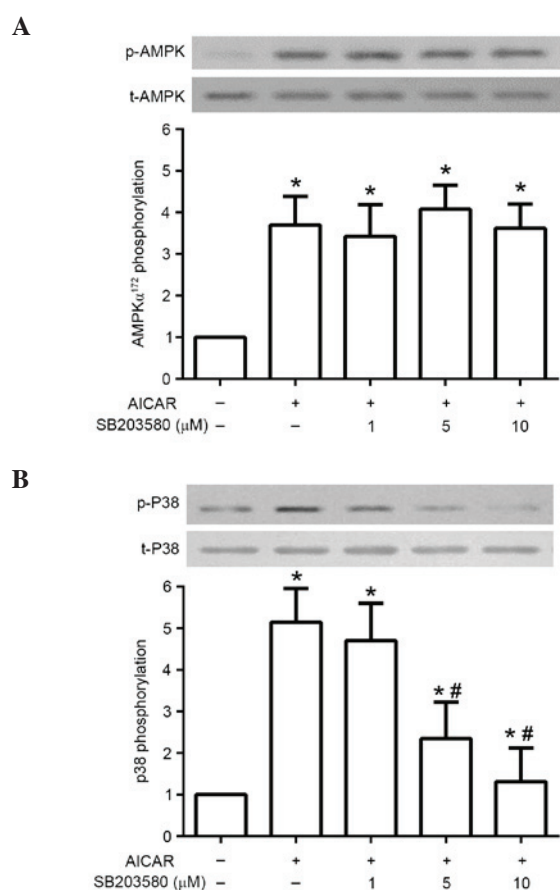 A
p-AMPK
t-AMPK
6
5
4
3
2
1
0
AMPKα¹⁷² phosphorylation
* * * *
AICAR – + + + +
SB203580 (μM) – – 1 5 10
B
p-P38
t-P38
6
5
4
3
2
1
0
p38 phosphorylation
* * * # * #
AICAR – + + + +
SB203580 (μM) – – 1 5 10